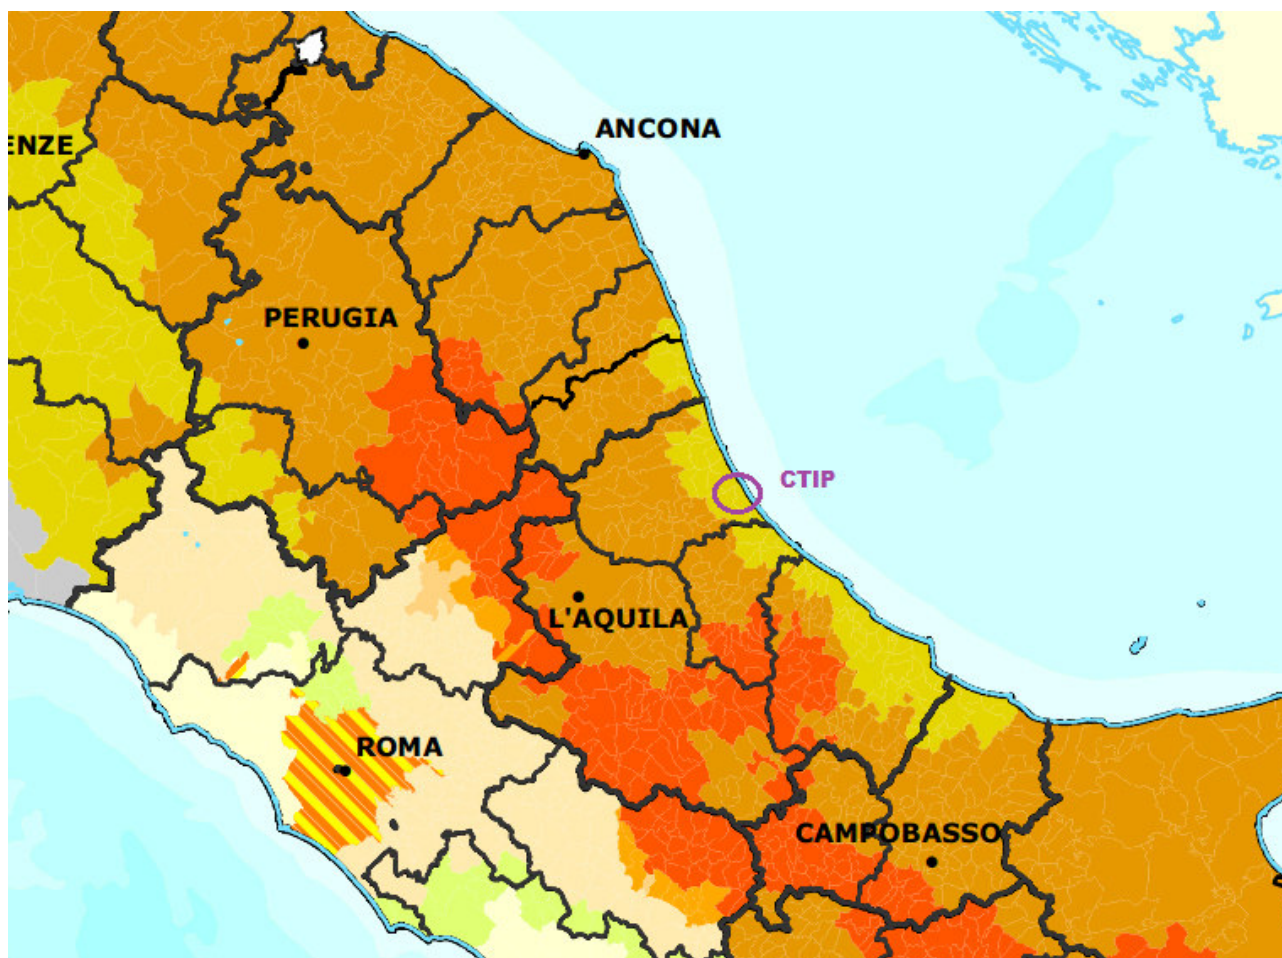 ANCONA
ENZE
PERUGIA
CTIP
L'AQUILA
ROMA
CAMPOBASSO